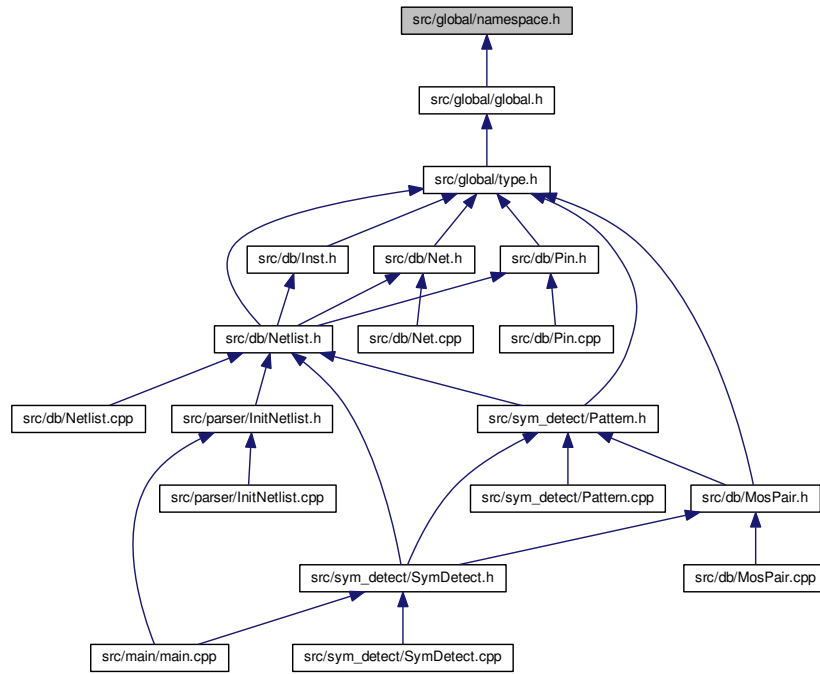 src/global/namespace.h
src/global/global.h
src/global/type.h
src/db/Inst.h
src/db/Net.h
src/db/Pin.h
src/db/Netlist.h
src/db/Net.cpp
src/db/Pin.cpp
src/db/Netlist.cpp
src/parser/InitNetlist.h
src/sym_detect/Pattern.h
src/parser/InitNetlist.cpp
src/sym_detect/Pattern.cpp
src/db/MosPair.h
src/sym_detect/SymDetect.h
src/db/MosPair.cpp
src/main/main.cpp
src/sym_detect/SymDetect.cpp